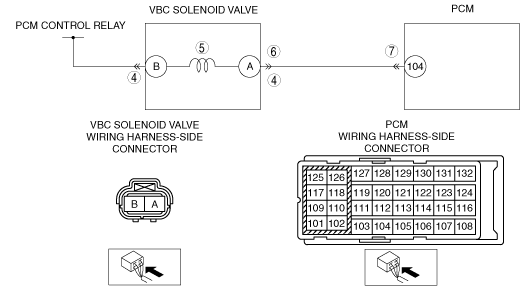 VBC SOLENOID VALVE
PCM
PCM CONTROL RELAY
5
6
7
B
A
104
4
4
VBC SOLENOID VALVE
WIRING HARNESS-SIDE
CONNECTOR
PCM
WIRING HARNESS-SIDE
CONNECTOR
B A
125 126 127 128 129 130 131 132
117 118 119 120 121 122 123 124
109 110 111 112 113 114 115 116
101 102 103 104 105 106 107 108